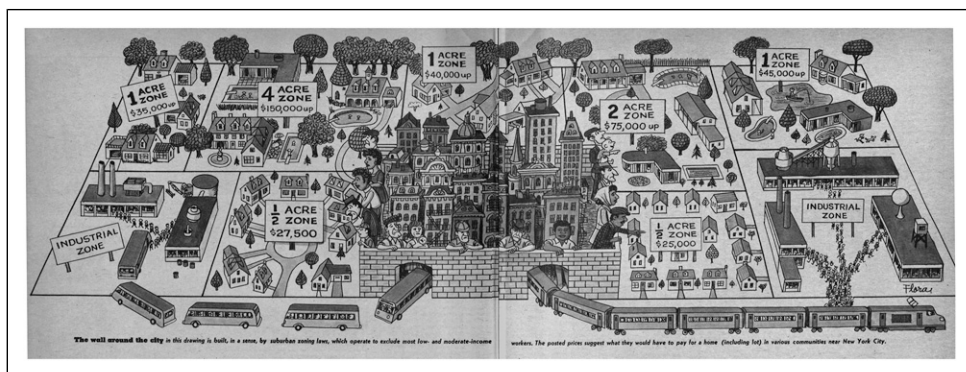 1 ACRE
ZONE
$35,000 up
4 ACRE
ZONE
$150,000 up
1 ACRE
ZONE
$40,000 up
2 ACRE
ZONE
$75,000 up
1 ACRE
ZONE
$45,000 up
INDUSTRIAL
ZONE
1/2 ACRE
ZONE
$27,500
1/2 ACRE
ZONE
$25,000
INDUSTRIAL
ZONE
Flora
The wall around the city in this drawing is built, in a sense, by suburban zoning laws, which operate to exclude most low- and moderate-income
workers. The posted prices suggest what they would have to pay for a home (including lot) in various communities near New York City.